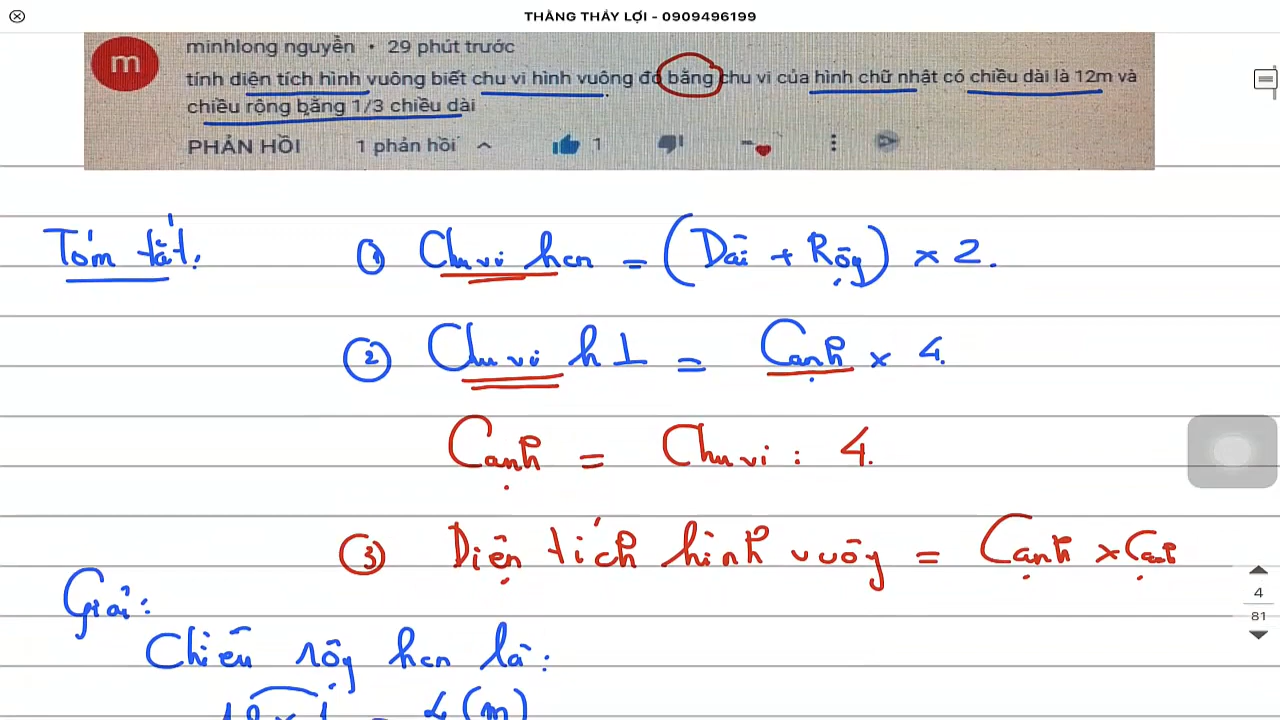 THẮNG THẦY LỢI - 0909496199
minhlong nguyễn • 29 phút trước
tính diện tích hình vuông biết chu vi hình vuông đó bằng chu vi của hình chữ nhật có chiều dài là 12m và
chiều rộng bằng 1/3 chiều dài
PHẢN HỒI 1 phản hồi 1
Tóm tắt: ① Chu vi hcn = (Dài + Rộng) × 2.
② Chu vi h⊥ = Cạnh × 4.
Cạnh = Chu vi : 4.
③ Diện tích hình vuông = Cạnh × Cạnh
4
81
Giải:
Chiều rộng hcn là:
4 (m)